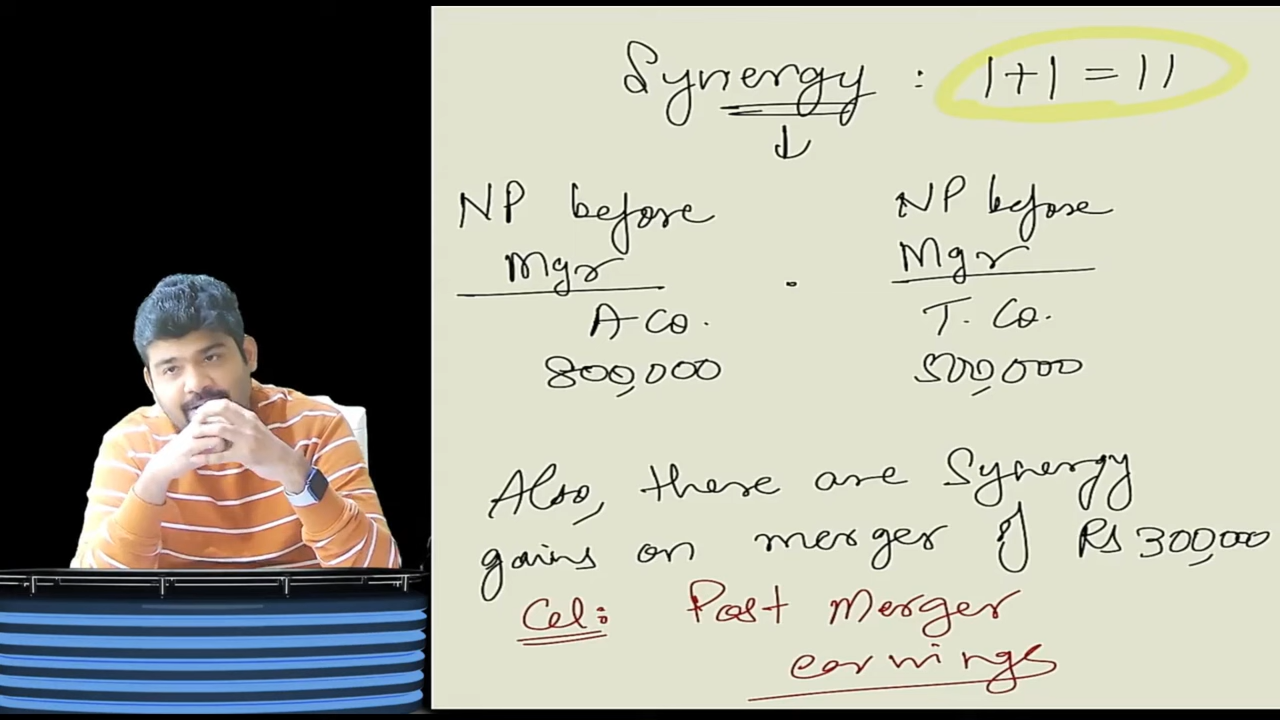 Synergy : 1+1 = 11
↓
NP before Mgr
A Co.
800,000
NP before Mgr
T. Co.
500,000
Also, there are Synergy
gains on merger of Rs 300,000
Cal: Post Merger
earnings